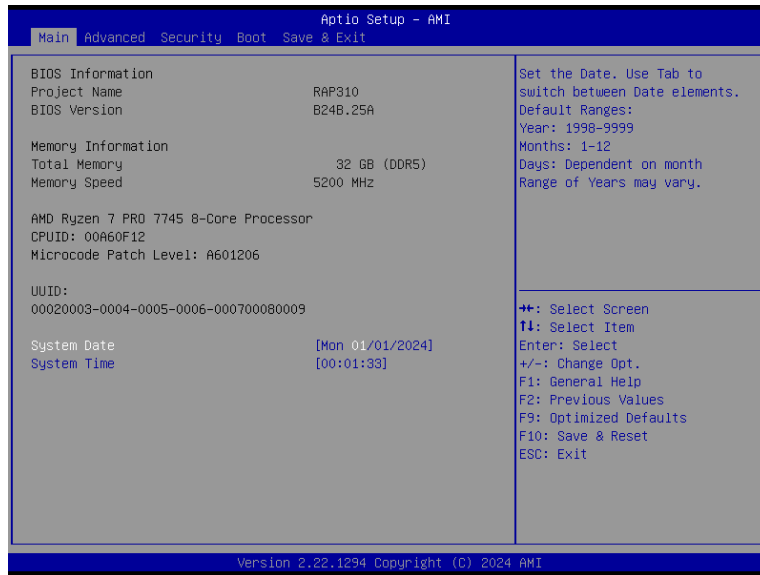 Aptio Setup - AMI
Main Advanced Security Boot Save & Exit
BIOS Information
Project Name RAP310
BIOS Version B24B.25A
Memory Information
Total Memory 32 GB (DDR5)
Memory Speed 5200 MHz
AMD Ryzen 7 PRO 7745 8-Core Processor
CPUID: 00A60F12
Microcode Patch Level: A601206
UUID:
00020003-0004-0005-0006-000700080009
System Date [Mon 01/01/2024]
System Time [00:01:33]
Set the Date. Use Tab to
switch between Date elements.
Default Ranges:
Year: 1998-9999
Months: 1-12
Days: Dependent on month
Range of Years may vary.
→←: Select Screen
↑↓: Select Item
Enter: Select
+/-: Change Opt.
F1: General Help
F2: Previous Values
F9: Optimized Defaults
F10: Save & Reset
ESC: Exit
Version 2.22.1294 Copyright (C) 2024 AMI